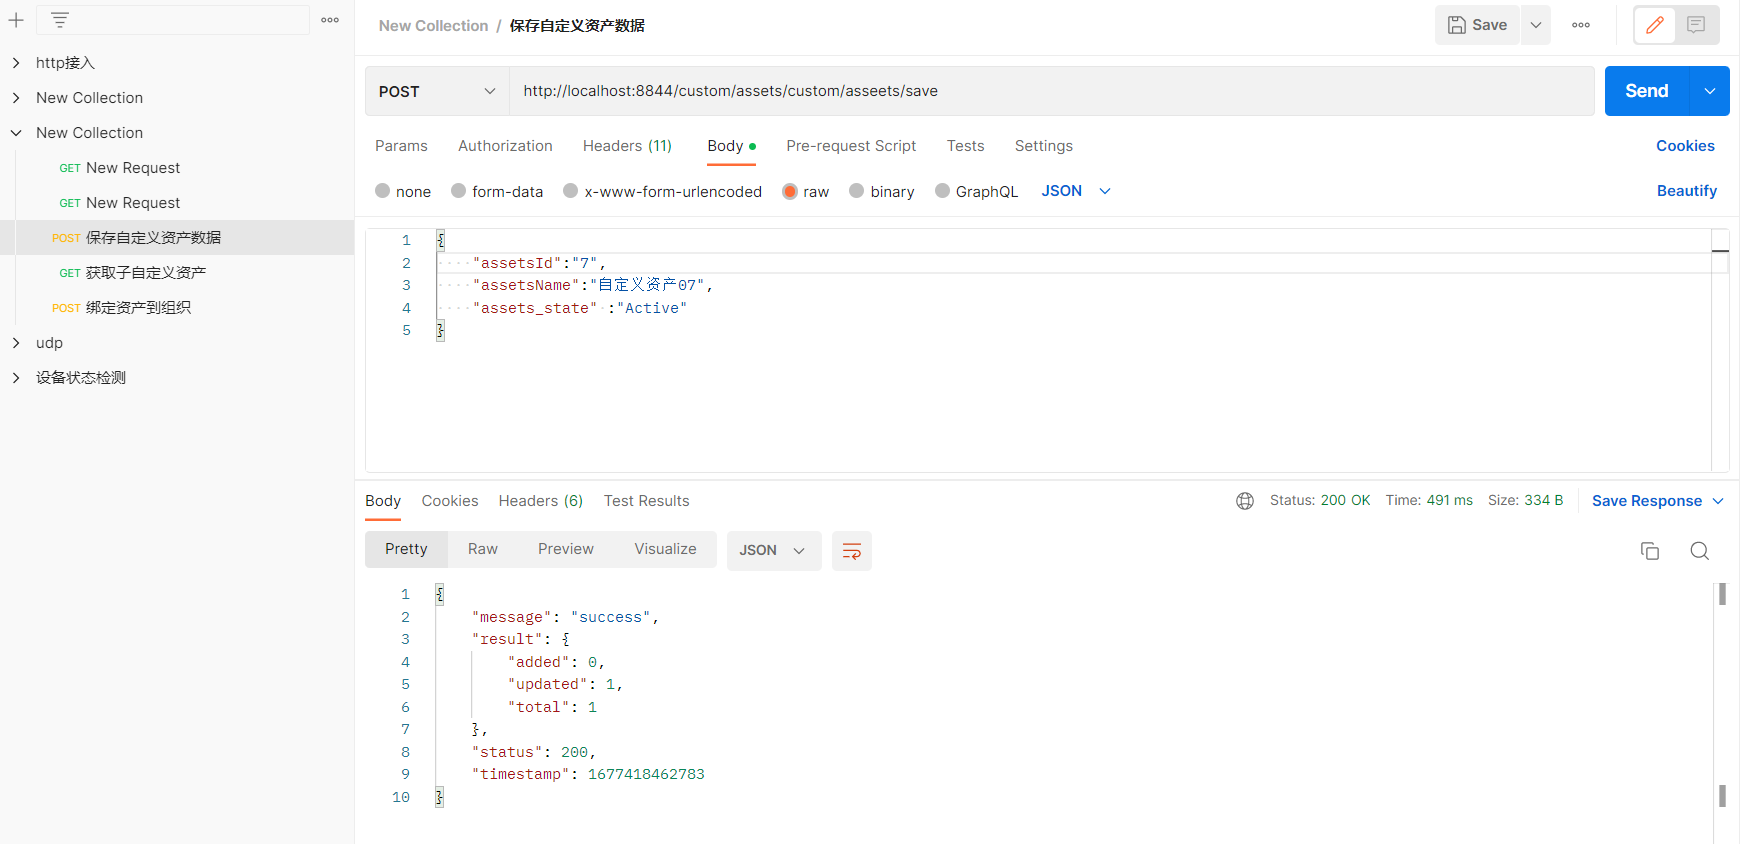 http接入
New Collection
New Collection
GET New Request
GET New Request
POST 保存自定义资产数据
GET 获取子自定义资产
POST 绑定资产到组织
udp
设备状态检测
New Collection / 保存自定义资产数据
Save
POST http://localhost:8844/custom/assets/custom/asseets/save Send
Params Authorization Headers (11) Body Pre-request Script Tests Settings Cookies
none form-data x-www-form-urlencoded raw binary GraphQL JSON Beautify
1 {
2 "assetsId":"7",
3 "assetsName":"自定义资产07",
4 "assets_state" :"Active"
5 }
Body Cookies Headers (6) Test Results Status: 200 OK Time: 491 ms Size: 334 B Save Response
Pretty Raw Preview Visualize JSON
1 {
2 "message": "success",
3 "result": {
4 "added": 0,
5 "updated": 1,
6 "total": 1
7 },
8 "status": 200,
9 "timestamp": 1677418462783
10 }